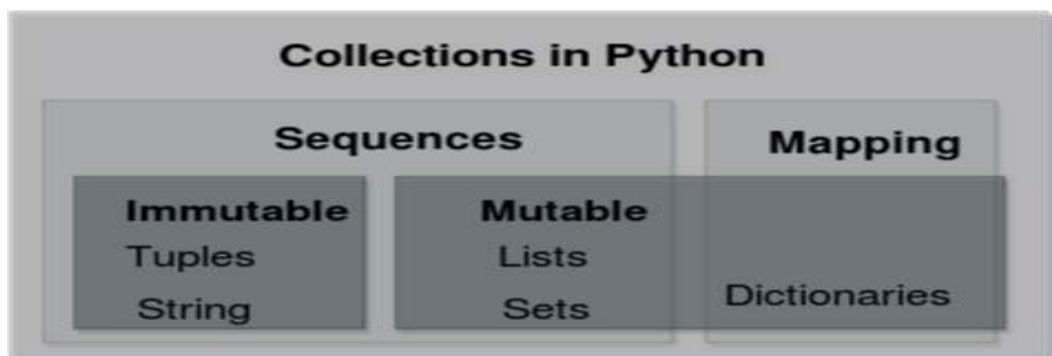 Collections in Python
Sequences
Mapping
Immutable
Tuples
String
Mutable
Lists
Sets
Dictionaries